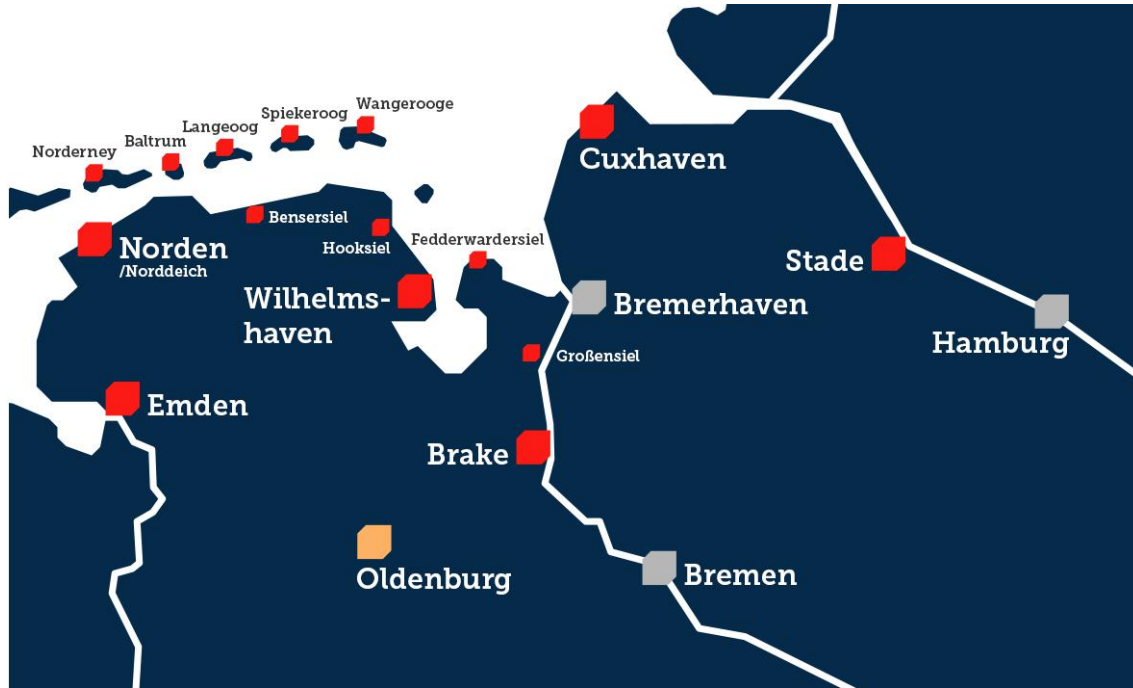 Wangerooge
Spiekeroog
Langeoog
Baltrum
Norderney
Cuxhaven
Bensersiel
Hooksiel
Fedderwardersiel
Norden
/Norddeich
Stade
Wilhelms-
haven
Bremerhaven
Hamburg
Großensiel
Emden
Brake
Oldenburg
Bremen